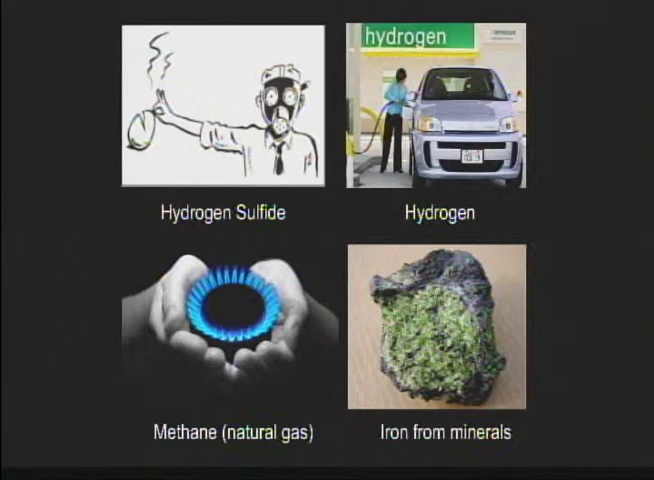 hydrogen
Hydrogen Sulfide
Hydrogen
Methane (natural gas)
Iron from minerals